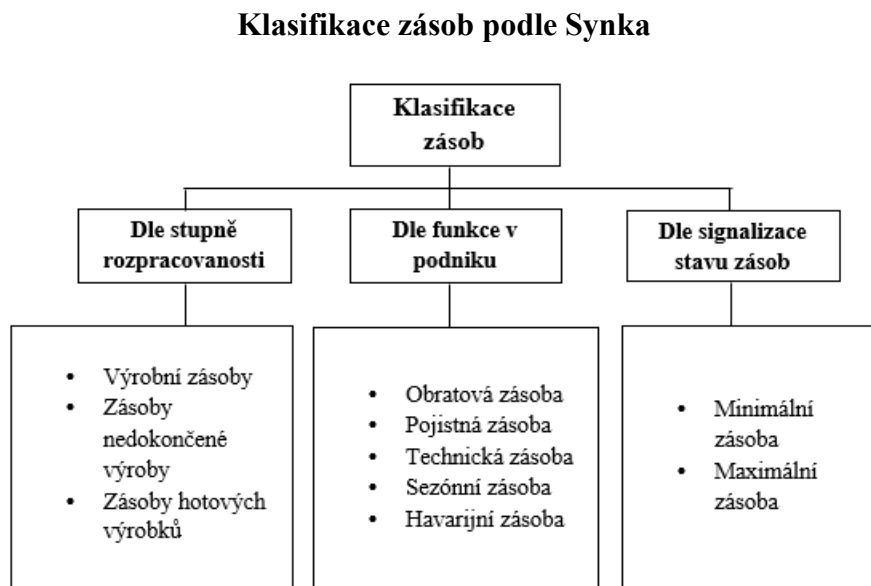 Klasifikace zásob podle Synka
Klasifikace
zásob
Dle stupně
rozpracovanosti
Dle funkce v
podniku
Dle signalizace
stavu zásob
• Výrobní zásoby
• Zásoby
nedokončené
výroby
• Zásoby hotových
výrobků
• Obratová zásoba
• Pojistná zásoba
• Technická zásoba
• Sezónní zásoba
• Havarijní zásoba
• Minimální
zásoba
• Maximální
zásoba